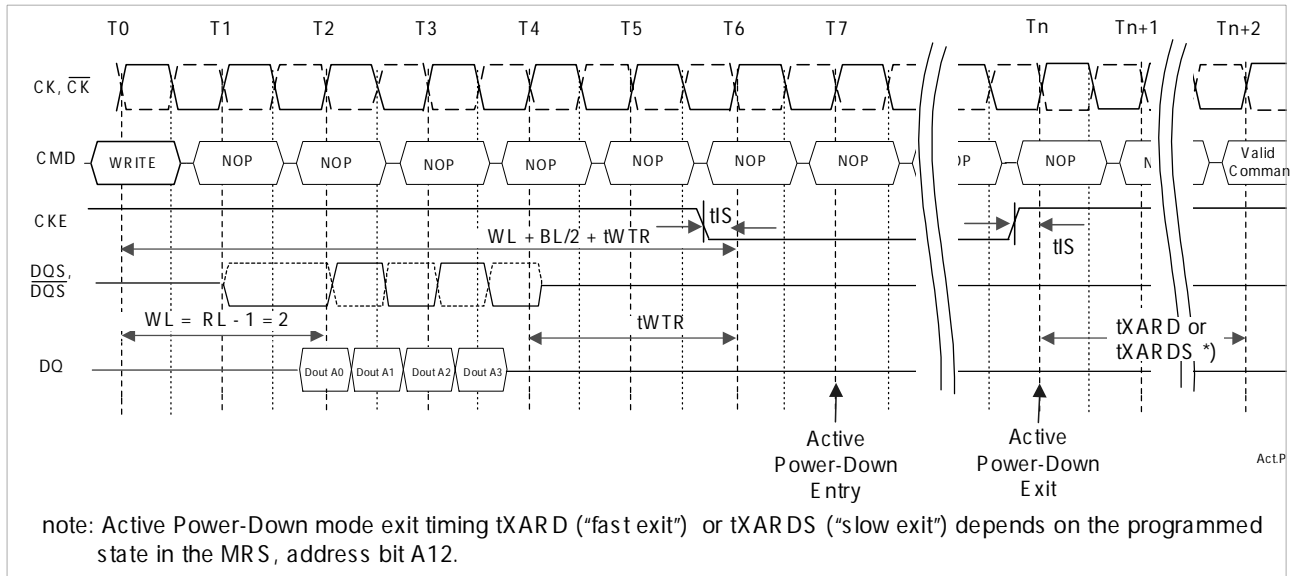 T0 T1 T2 T3 T4 T5 T6 T7 Tn Tn+1 Tn+2
CK, CK
CMD WRITE NOP NOP NOP NOP NOP NOP NOP OP NOP N Valid
Comman
CKE tIS
tIS
WL + BL/2 + tWTR
DQS,
DQS
WL = RL - 1 = 2 tWTR tXARD or
tXARDS *)
DQ Dout A0 Dout A1 Dout A2 Dout A3
Active
Power-Down
Entry
Active
Power-Down
Exit
Act.P
note: Active Power-Down mode exit timing tXARD ("fast exit") or tXARDS ("slow exit") depends on the programmed
state in the MRS, address bit A12.